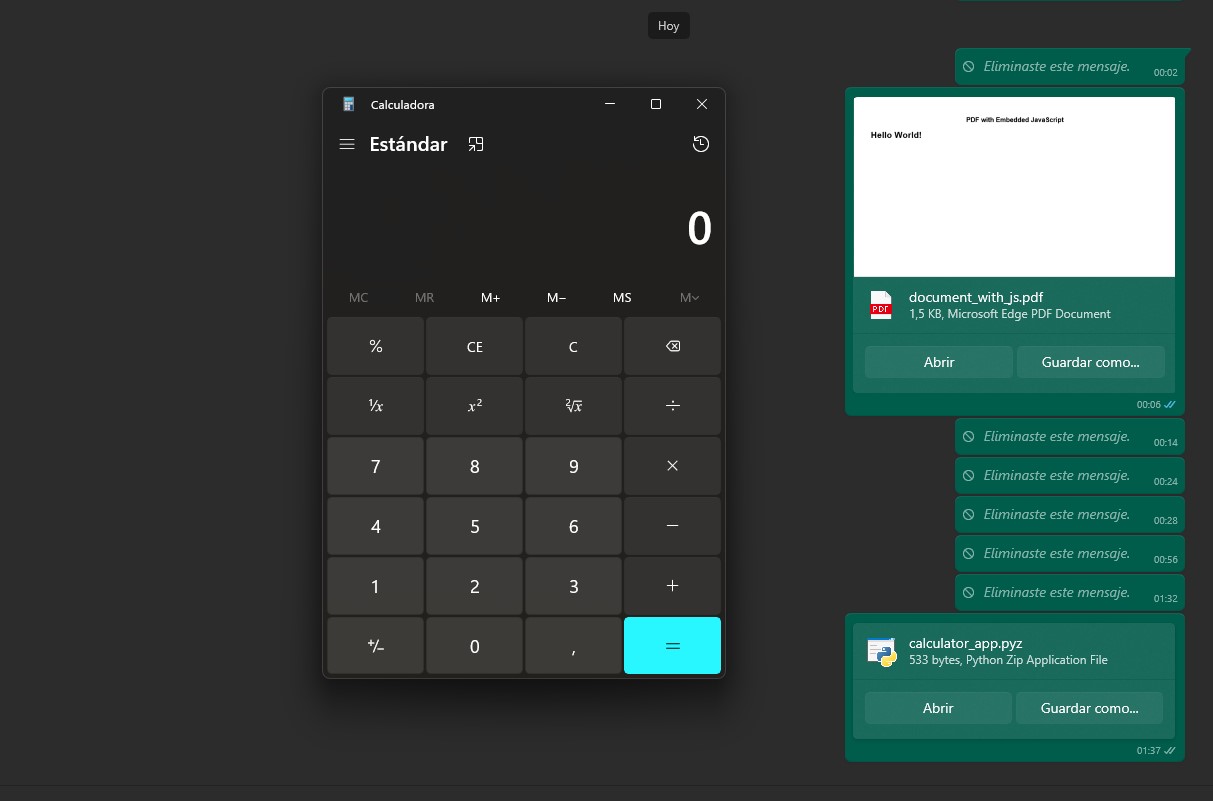 Hoy
Calculadora
Estándar
0
MC MR M+ M− MS M
% CE C
¹/x x² ²√x ÷
7 8 9 ×
4 5 6 −
1 2 3 +
+/− 0 , =
Eliminaste este mensaje. 00:02
PDF with Embedded JavaScript
Hello World!
PDF
document_with_js.pdf
1,5 KB, Microsoft Edge PDF Document
Abrir Guardar como...
00:06
Eliminaste este mensaje. 00:14
Eliminaste este mensaje. 00:24
Eliminaste este mensaje. 00:28
Eliminaste este mensaje. 00:56
Eliminaste este mensaje. 01:32
calculator_app.pyz
533 bytes, Python Zip Application File
Abrir Guardar como...
01:37